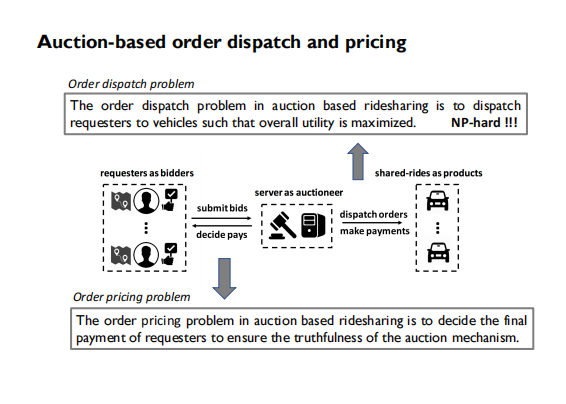 Auction-based order dispatch and pricing
Order dispatch problem
The order dispatch problem in auction based ridesharing is to dispatch
requesters to vehicles such that overall utility is maximized. NP-hard !!!
requesters as bidders
shared-rides as products
server as auctioneer
submit bids
decide pays
dispatch orders
make payments
Order pricing problem
The order pricing problem in auction based ridesharing is to decide the final
payment of requesters to ensure the truthfulness of the auction mechanism.